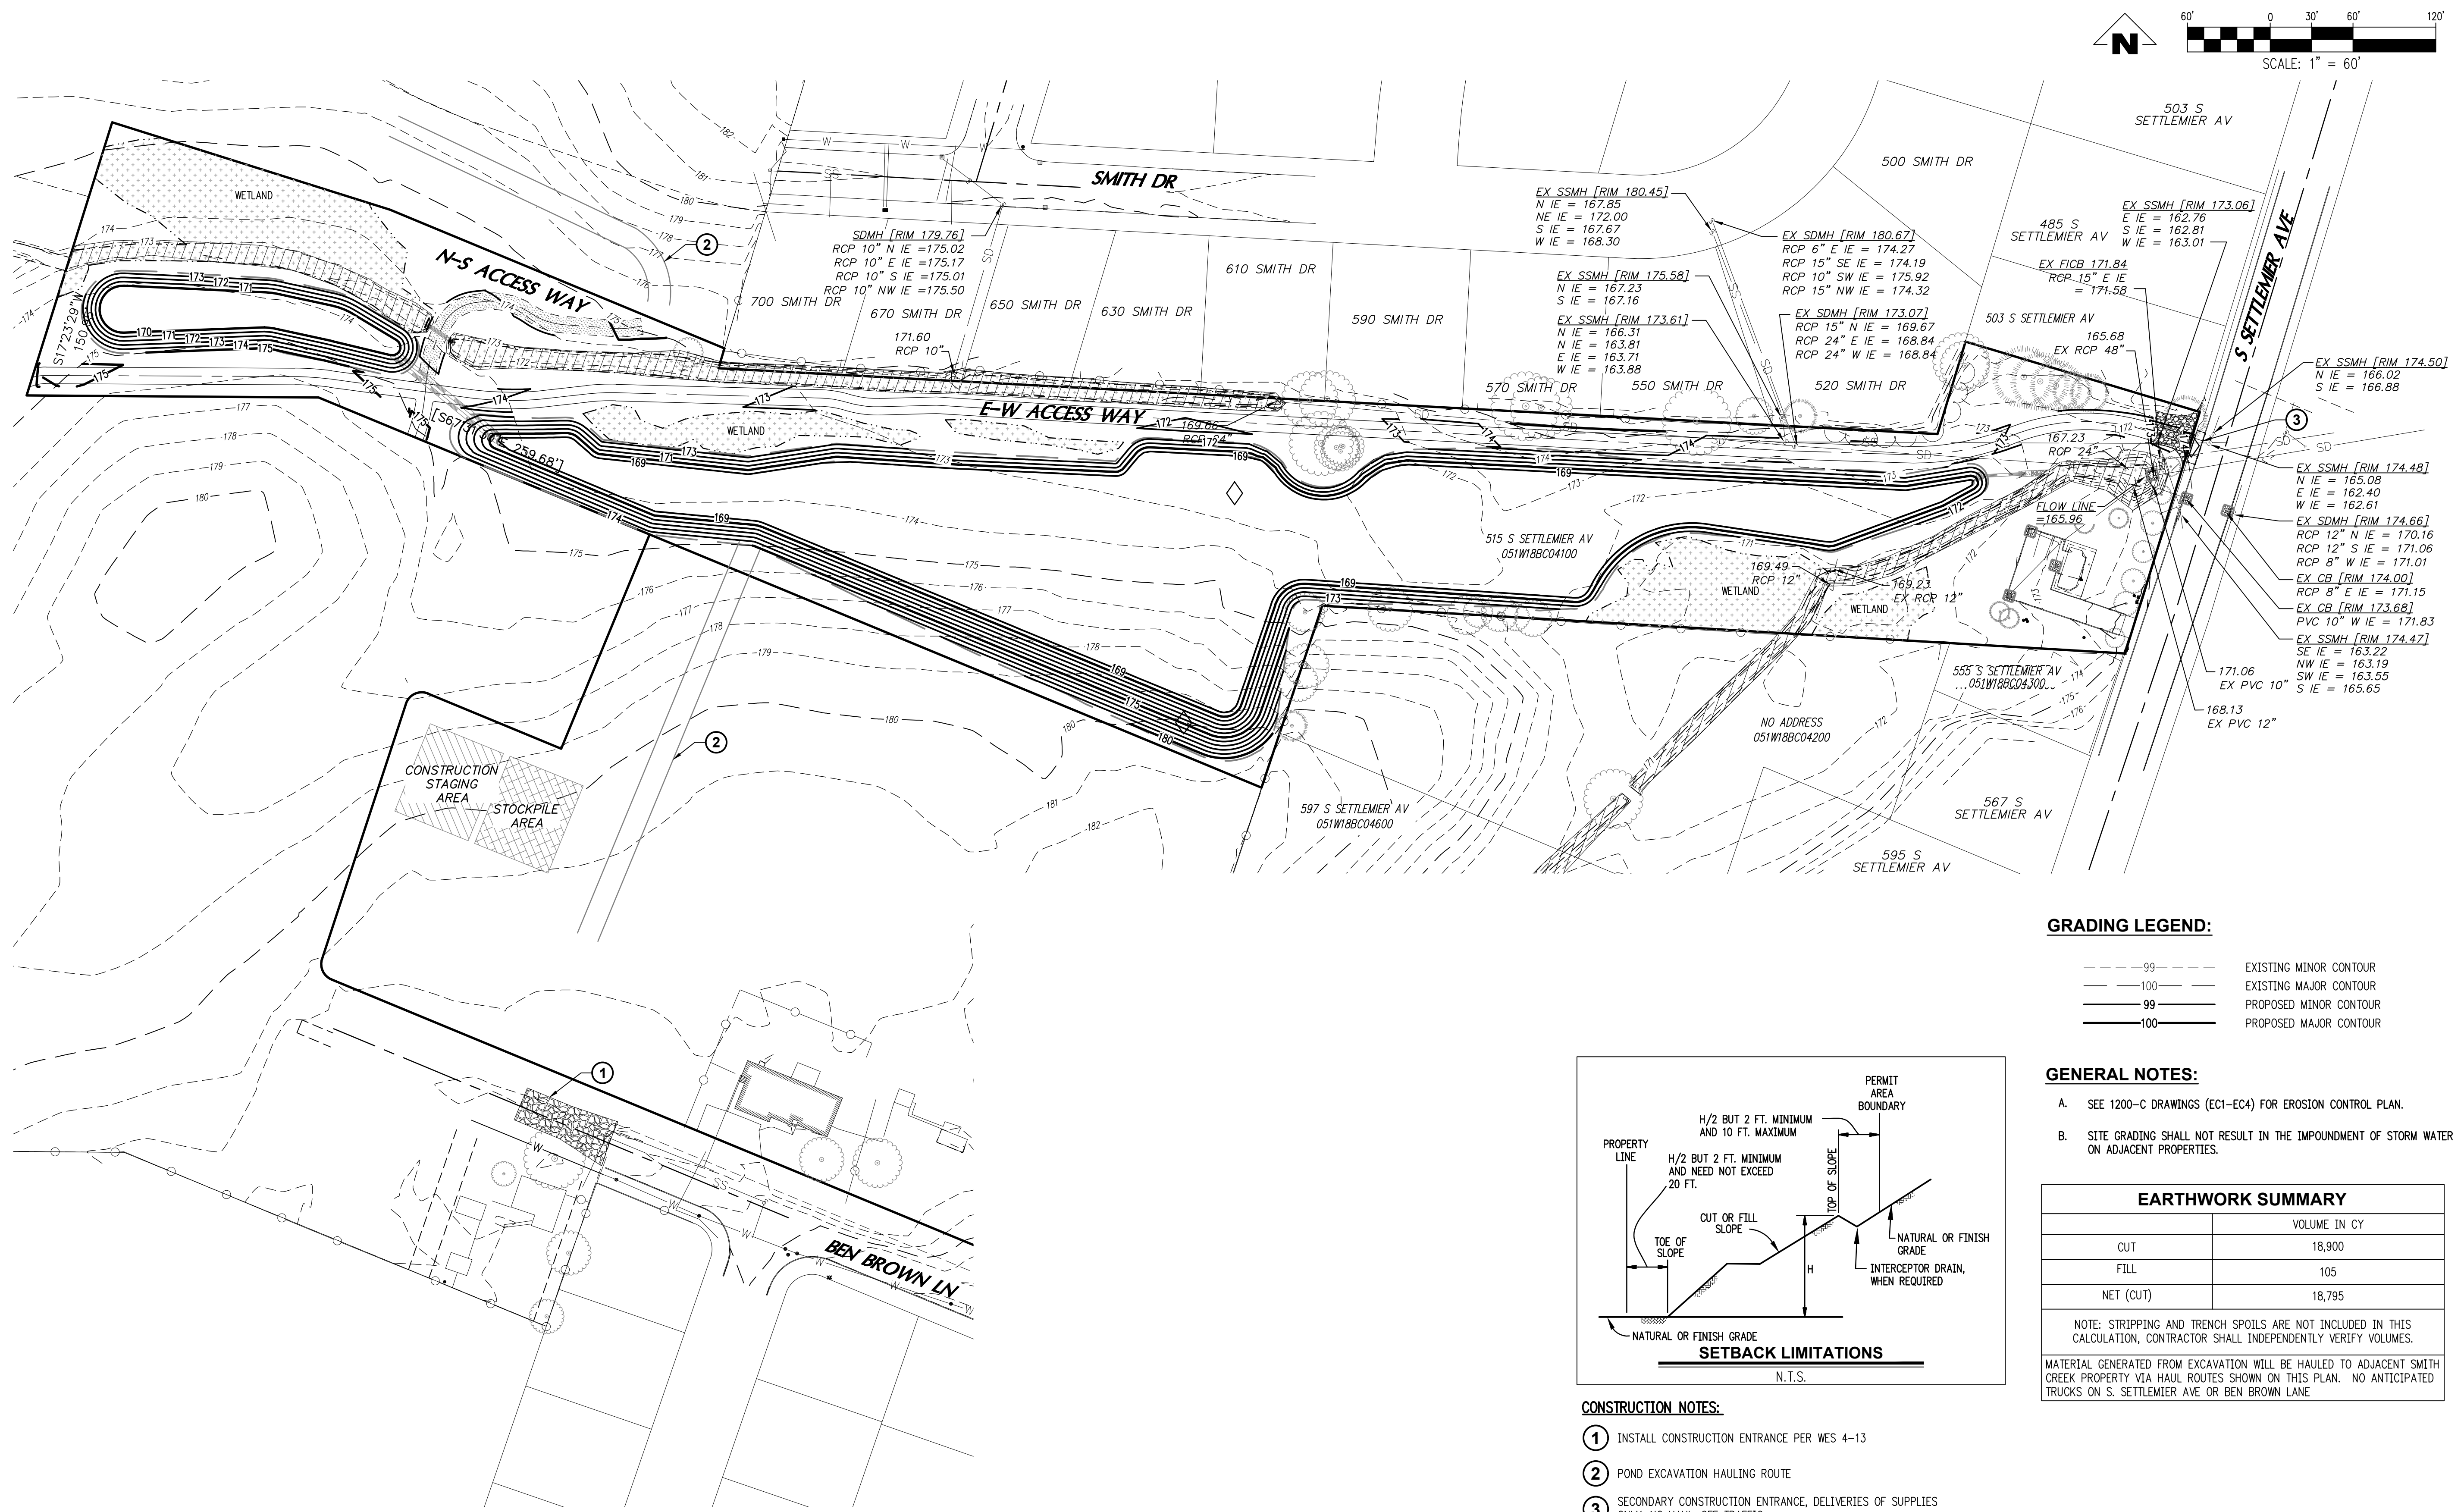 60' 0 30' 60' 120'
N
SCALE: 1" = 60'
503 S
SETTLEMIER AV
500 SMITH DR
SMITH DR
485 S
SETTLEMIER AV
503 S SETTLEMIER AV
S SETTLEMIER AVE
WETLAND
N-S ACCESS WAY
S17°23'29"W
700 SMITH DR
670 SMITH DR
650 SMITH DR
630 SMITH DR
610 SMITH DR
590 SMITH DR
570 SMITH DR
550 SMITH DR
520 SMITH DR
SDMH [RIM 179.76]
RCP 10" N IE =175.02
RCP 10" E IE =175.17
RCP 10" S IE =175.01
RCP 10" NW IE =175.50
171.60
RCP 10"
EX SSMH [RIM 180.45]
N IE = 167.85
NE IE = 172.00
S IE = 167.67
W IE = 168.30
EX SSMH [RIM 175.58]
N IE = 167.23
S IE = 167.16
EX SSMH [RIM 173.61]
N IE = 166.31
N IE = 163.81
E IE = 163.71
W IE = 163.88
EX SDMH [RIM 180.67]
RCP 6" E IE = 174.27
RCP 15" SE IE = 174.19
RCP 10" SW IE = 175.92
RCP 15" NW IE = 174.32
EX SDMH [RIM 173.07]
RCP 15" N IE = 169.67
RCP 24" E IE = 168.84
RCP 24" W IE = 168.84
EX SSMH [RIM 173.06]
E IE = 162.76
S IE = 162.81
W IE = 163.01
EX FICB 171.84
RCP 15" E IE
= 171.58
165.68
EX RCP 48"
EX SSMH [RIM 174.50]
N IE = 166.02
S IE = 166.88
3
EX SSMH [RIM 174.48]
N IE = 165.08
E IE = 162.40
W IE = 162.61
EX SDMH [RIM 174.66]
RCP 12" N IE = 170.16
RCP 12" S IE = 171.06
RCP 8" W IE = 171.01
EX CB [RIM 174.00]
RCP 8" E IE = 171.15
EX CB [RIM 173.68]
PVC 10" W IE = 171.83
EX SSMH [RIM 174.47]
SE IE = 163.22
NW IE = 163.19
SW IE = 163.55
S IE = 165.65
171.06
EX PVC 10"
168.13
EX PVC 12"
167.23
RCP 24"
FLOW LINE
=165.96
E-W ACCESS WAY
WETLAND
169.66
RCP 24"
259.68']
515 S SETTLEMIER AV
051W18BC04100
169.49
RCP 12"
169.23
EX RCP 12"
WETLAND
WETLAND
555 S SETTLEMIER AV
051W18BC04300
NO ADDRESS
051W18BC04200
597 S SETTLEMIER AV
051W18BC04600
567 S
SETTLEMIER AV
595 S
SETTLEMIER AV
2
2
CONSTRUCTION
STAGING
AREA
STOCKPILE
AREA
1
BEN BROWN LN
GRADING LEGEND:
99 EXISTING MINOR CONTOUR
100 EXISTING MAJOR CONTOUR
99 PROPOSED MINOR CONTOUR
100 PROPOSED MAJOR CONTOUR
GENERAL NOTES:
A. SEE 1200-C DRAWINGS (EC1-EC4) FOR EROSION CONTROL PLAN.
B. SITE GRADING SHALL NOT RESULT IN THE IMPOUNDMENT OF STORM WATER
ON ADJACENT PROPERTIES.
EARTHWORK SUMMARY
VOLUME IN CY
CUT 18,900
FILL 105
NET (CUT) 18,795
NOTE: STRIPPING AND TRENCH SPOILS ARE NOT INCLUDED IN THIS
CALCULATION, CONTRACTOR SHALL INDEPENDENTLY VERIFY VOLUMES.
MATERIAL GENERATED FROM EXCAVATION WILL BE HAULED TO ADJACENT SMITH
CREEK PROPERTY VIA HAUL ROUTES SHOWN ON THIS PLAN. NO ANTICIPATED
TRUCKS ON S. SETTLEMIER AVE OR BEN BROWN LANE
PERMIT
AREA
BOUNDARY
H/2 BUT 2 FT. MINIMUM
AND 10 FT. MAXIMUM
PROPERTY
LINE
H/2 BUT 2 FT. MINIMUM
AND NEED NOT EXCEED
20 FT.
TOP OF SLOPE
CUT OR FILL
SLOPE
TOE OF
SLOPE
H
NATURAL OR FINISH
GRADE
INTERCEPTOR DRAIN,
WHEN REQUIRED
NATURAL OR FINISH GRADE
SETBACK LIMITATIONS
N.T.S.
CONSTRUCTION NOTES:
1 INSTALL CONSTRUCTION ENTRANCE PER WES 4-13
2 POND EXCAVATION HAULING ROUTE
3 SECONDARY CONSTRUCTION ENTRANCE, DELIVERIES OF SUPPLIES